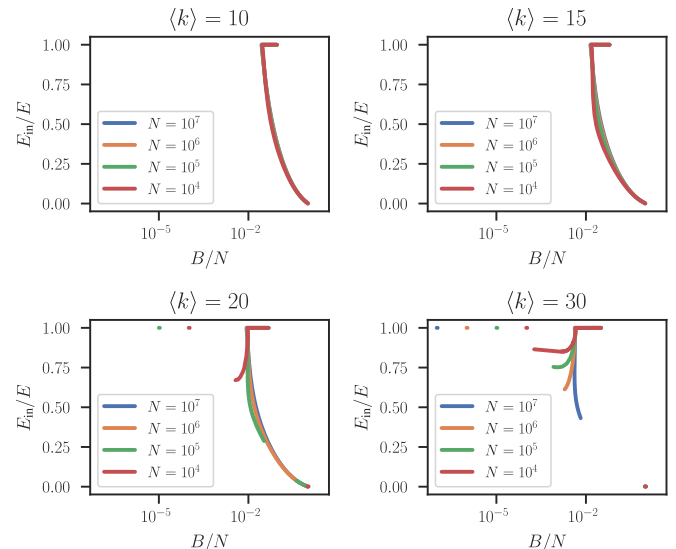 ⟨k⟩ = 10
E_in/E
1.00
0.75
0.50
0.25
0.00
N = 10^7
N = 10^6
N = 10^5
N = 10^4
10^−5
10^−2
B/N
⟨k⟩ = 15
E_in/E
1.00
0.75
0.50
0.25
0.00
N = 10^7
N = 10^6
N = 10^5
N = 10^4
10^−5
10^−2
B/N
⟨k⟩ = 20
E_in/E
1.00
0.75
0.50
0.25
0.00
N = 10^7
N = 10^6
N = 10^5
N = 10^4
10^−5
10^−2
B/N
⟨k⟩ = 30
E_in/E
1.00
0.75
0.50
0.25
0.00
N = 10^7
N = 10^6
N = 10^5
N = 10^4
10^−5
10^−2
B/N